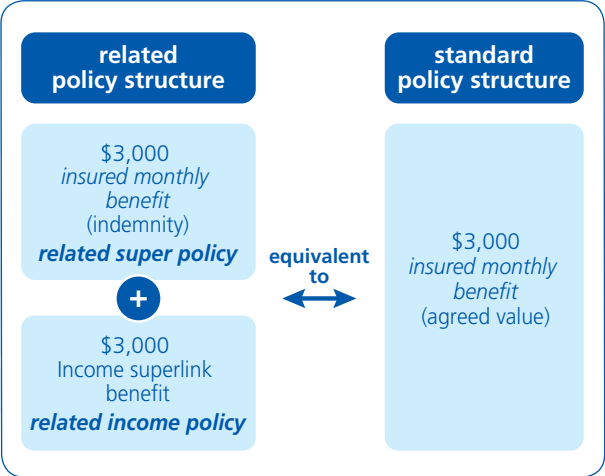 related
policy structure
$3,000
insured monthly
benefit
(indemnity)
related super policy
+
$3,000
Income superlink
benefit
related income policy
equivalent
to
standard
policy structure
$3,000
insured monthly
benefit
(agreed value)